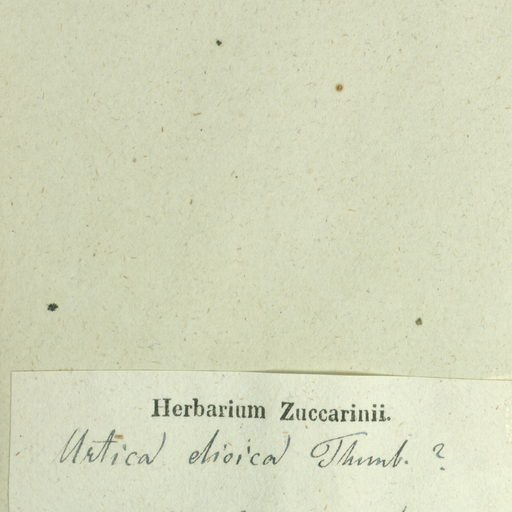 Herbarium Zuccarinii.
Urtica dioica Thunb. ?